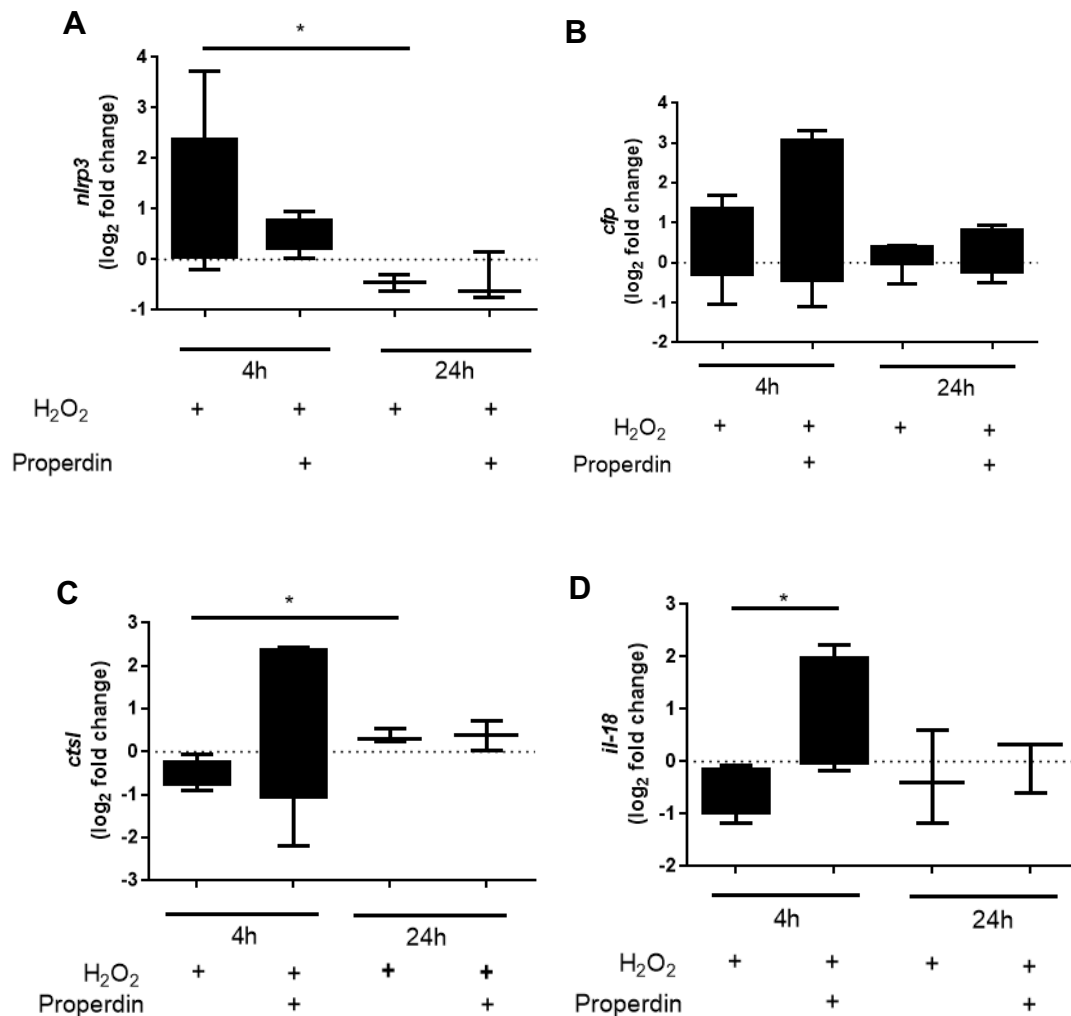 A
*
nlrp3
(log₂ fold change)
4
3
2
1
0
-1
4h 24h
H₂O₂ + + + +
Properdin + +
B
cfp
(log₂ fold change)
4
3
2
1
0
-1
-2
4h 24h
H₂O₂ + + + +
Properdin + +
C
*
ctsl
(log₂ fold change)
3
2
1
0
-1
-2
-3
4h 24h
H₂O₂ + + + +
Properdin + +
D
*
il-18
(log₂ fold change)
3
2
1
0
-1
-2
4h 24h
H₂O₂ + + + +
Properdin + +